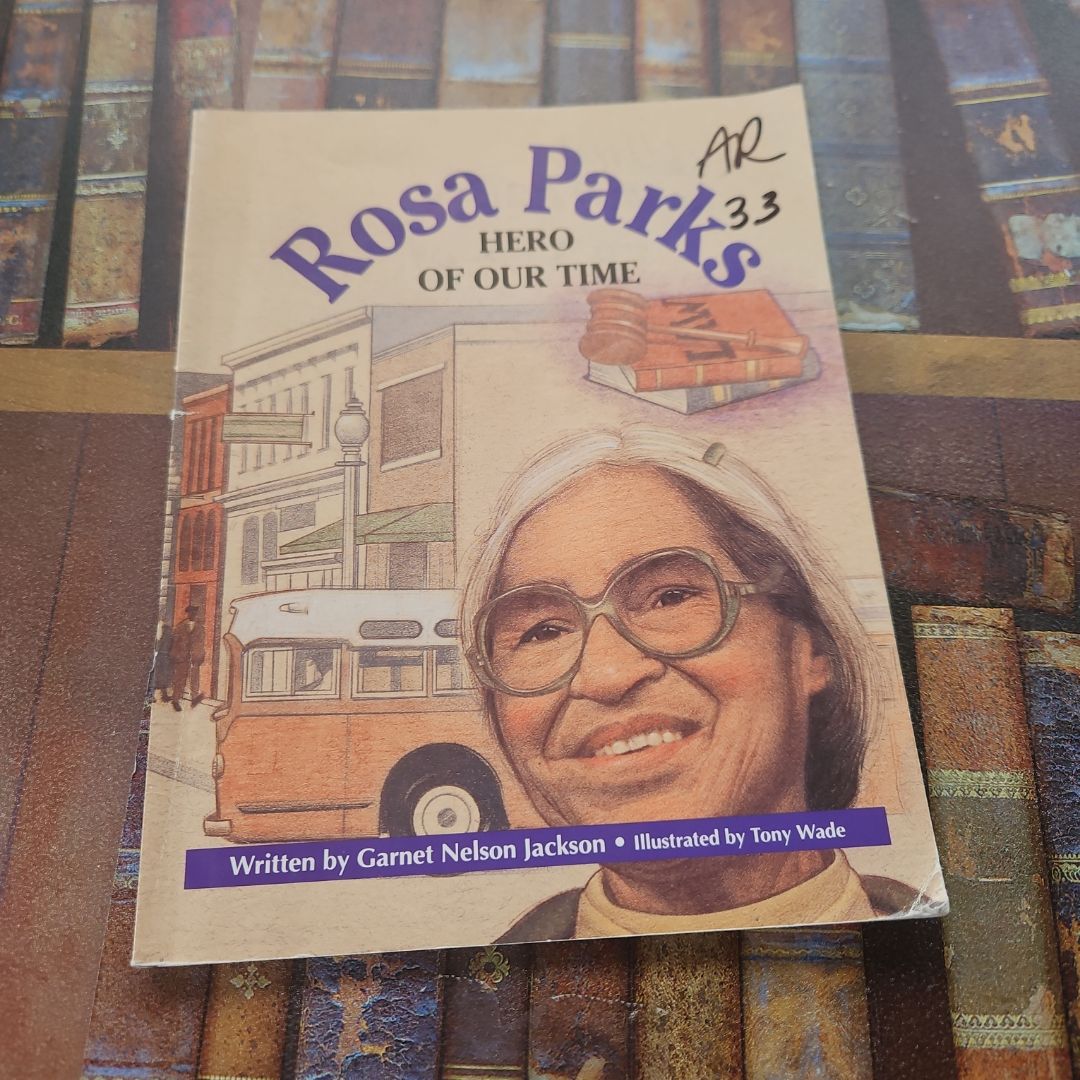 AR
33
Rosa Parks
HERO
OF OUR TIME
LAW
Written by Garnet Nelson Jackson • Illustrated by Tony Wade